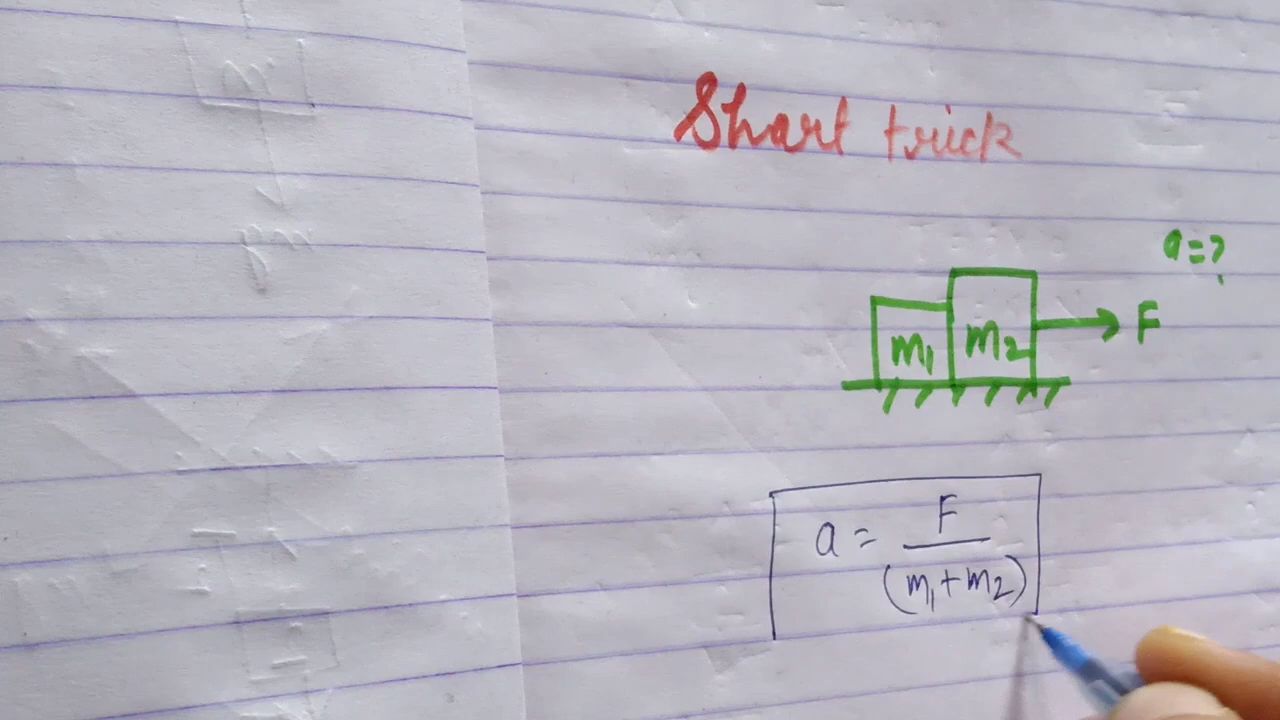 Short trick
a=?
m₁ m₂ F
a = F / (m₁+m₂)